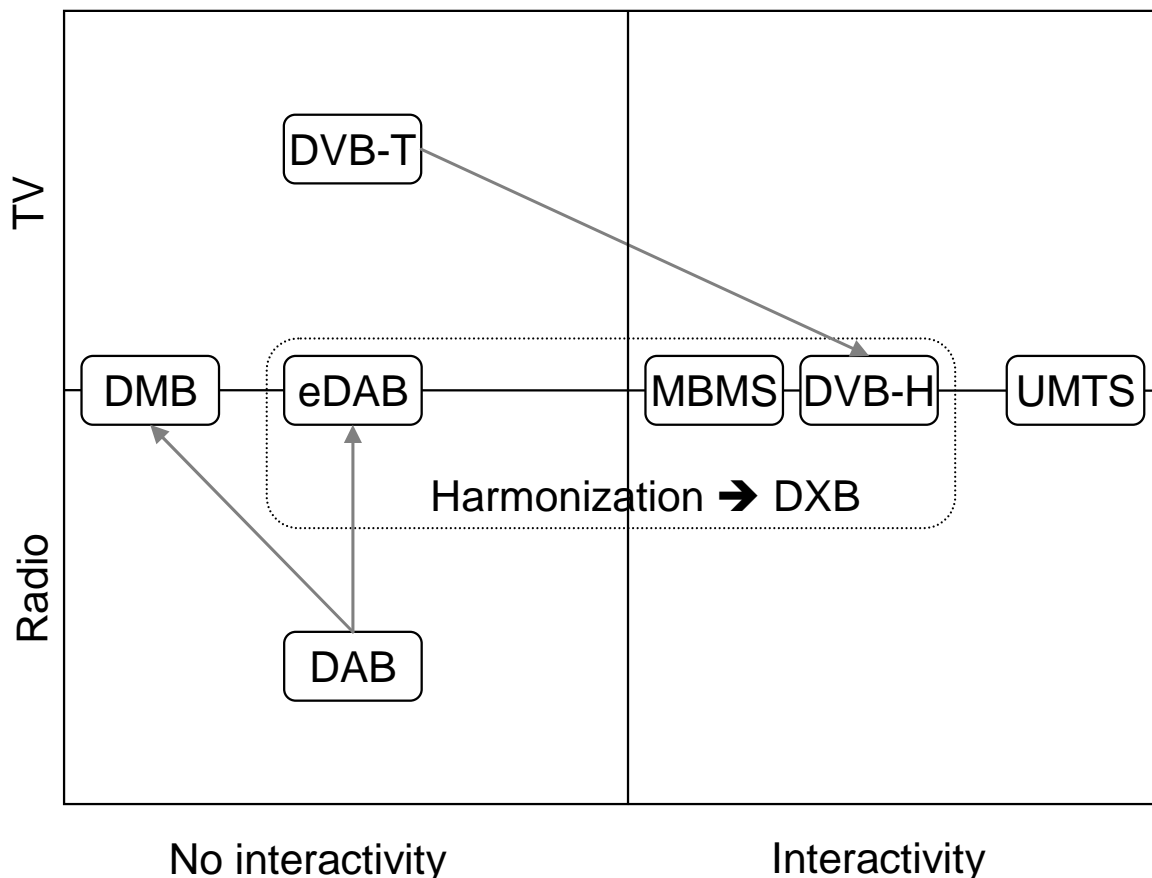 TV
DVB-T
DMB
eDAB
MBMS
DVB-H
UMTS
Harmonization ➔ DXB
Radio
DAB
No interactivity
Interactivity